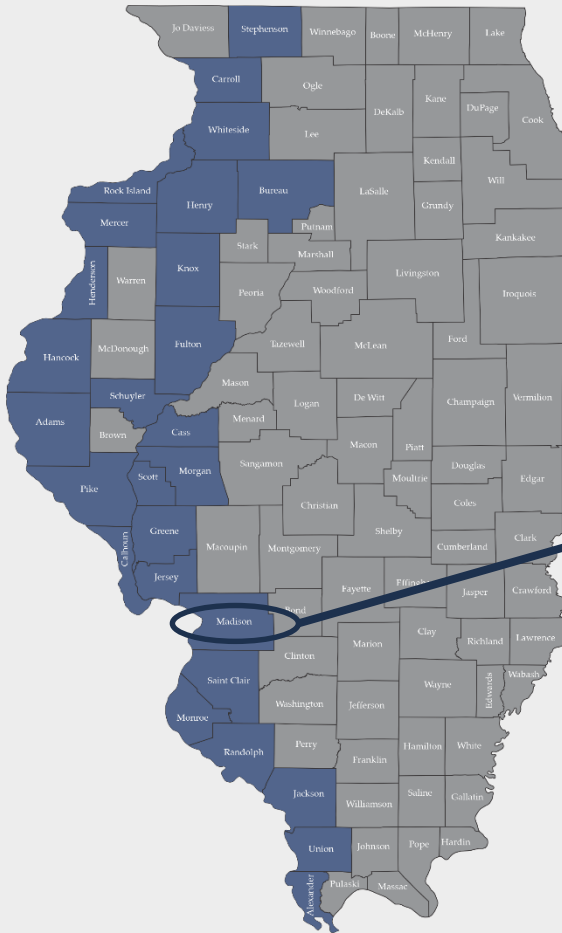 Jo Daviess
Stephenson
Winnebago
Boone
McHenry
Lake
Carroll
Ogle
DeKalb
Kane
DuPage
Cook
Whiteside
Lee
Kendall
Will
Rock Island
Henry
Bureau
LaSalle
Grundy
Mercer
Putnam
Kankakee
Henderson
Warren
Knox
Stark
Marshall
Livingston
Iroquois
Peoria
Woodford
Hancock
McDonough
Fulton
Tazewell
McLean
Ford
Mason
Schuyler
Logan
De Witt
Champaign
Vermilion
Adams
Brown
Cass
Menard
Macon
Piatt
Sangamon
Douglas
Pike
Scott
Morgan
Moultrie
Edgar
Christian
Coles
Calhoun
Greene
Macoupin
Montgomery
Shelby
Cumberland
Clark
Jersey
Fayette
Effingh
Jasper
Crawford
Madison
Bond
Clay
Richland
Lawrence
Clinton
Marion
Saint Clair
Wayne
Edwards
Wabash
Monroe
Washington
Jefferson
Randolph
Perry
Franklin
Hamilton
White
Jackson
Williamson
Saline
Gallatin
Union
Johnson
Pope
Hardin
Alexander
Pulaski
Massac